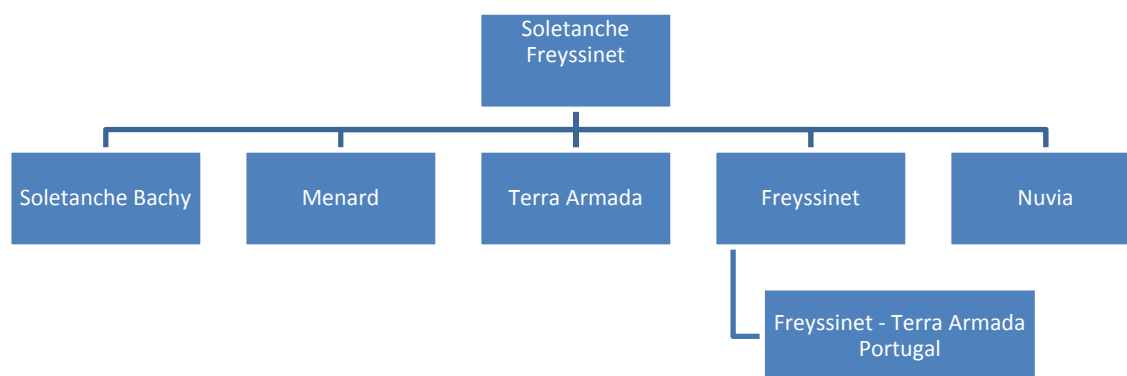 Soletanche
Freyssinet
Soletanche Bachy
Menard
Terra Armada
Freyssinet
Nuvia
Freyssinet - Terra Armada
Portugal